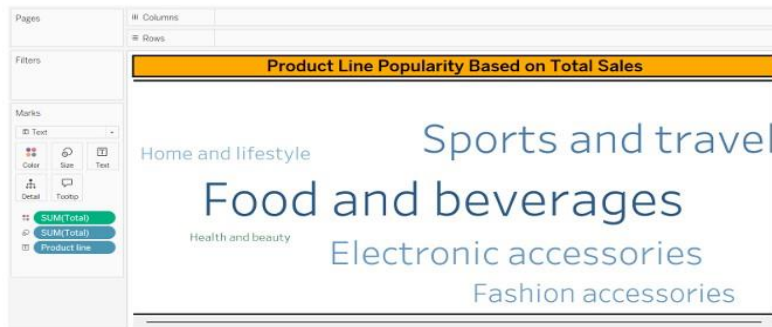 Pages
Columns
Rows
Filters
Product Line Popularity Based on Total Sales
Marks
Text
Color Size Text
Detail Tooltip
SUM(Total)
SUM(Total)
Product line
Sports and travel
Home and lifestyle
Food and beverages
Health and beauty
Electronic accessories
Fashion accessories